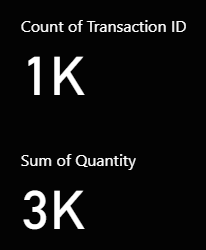 Count of Transaction ID
1K
Sum of Quantity
3K